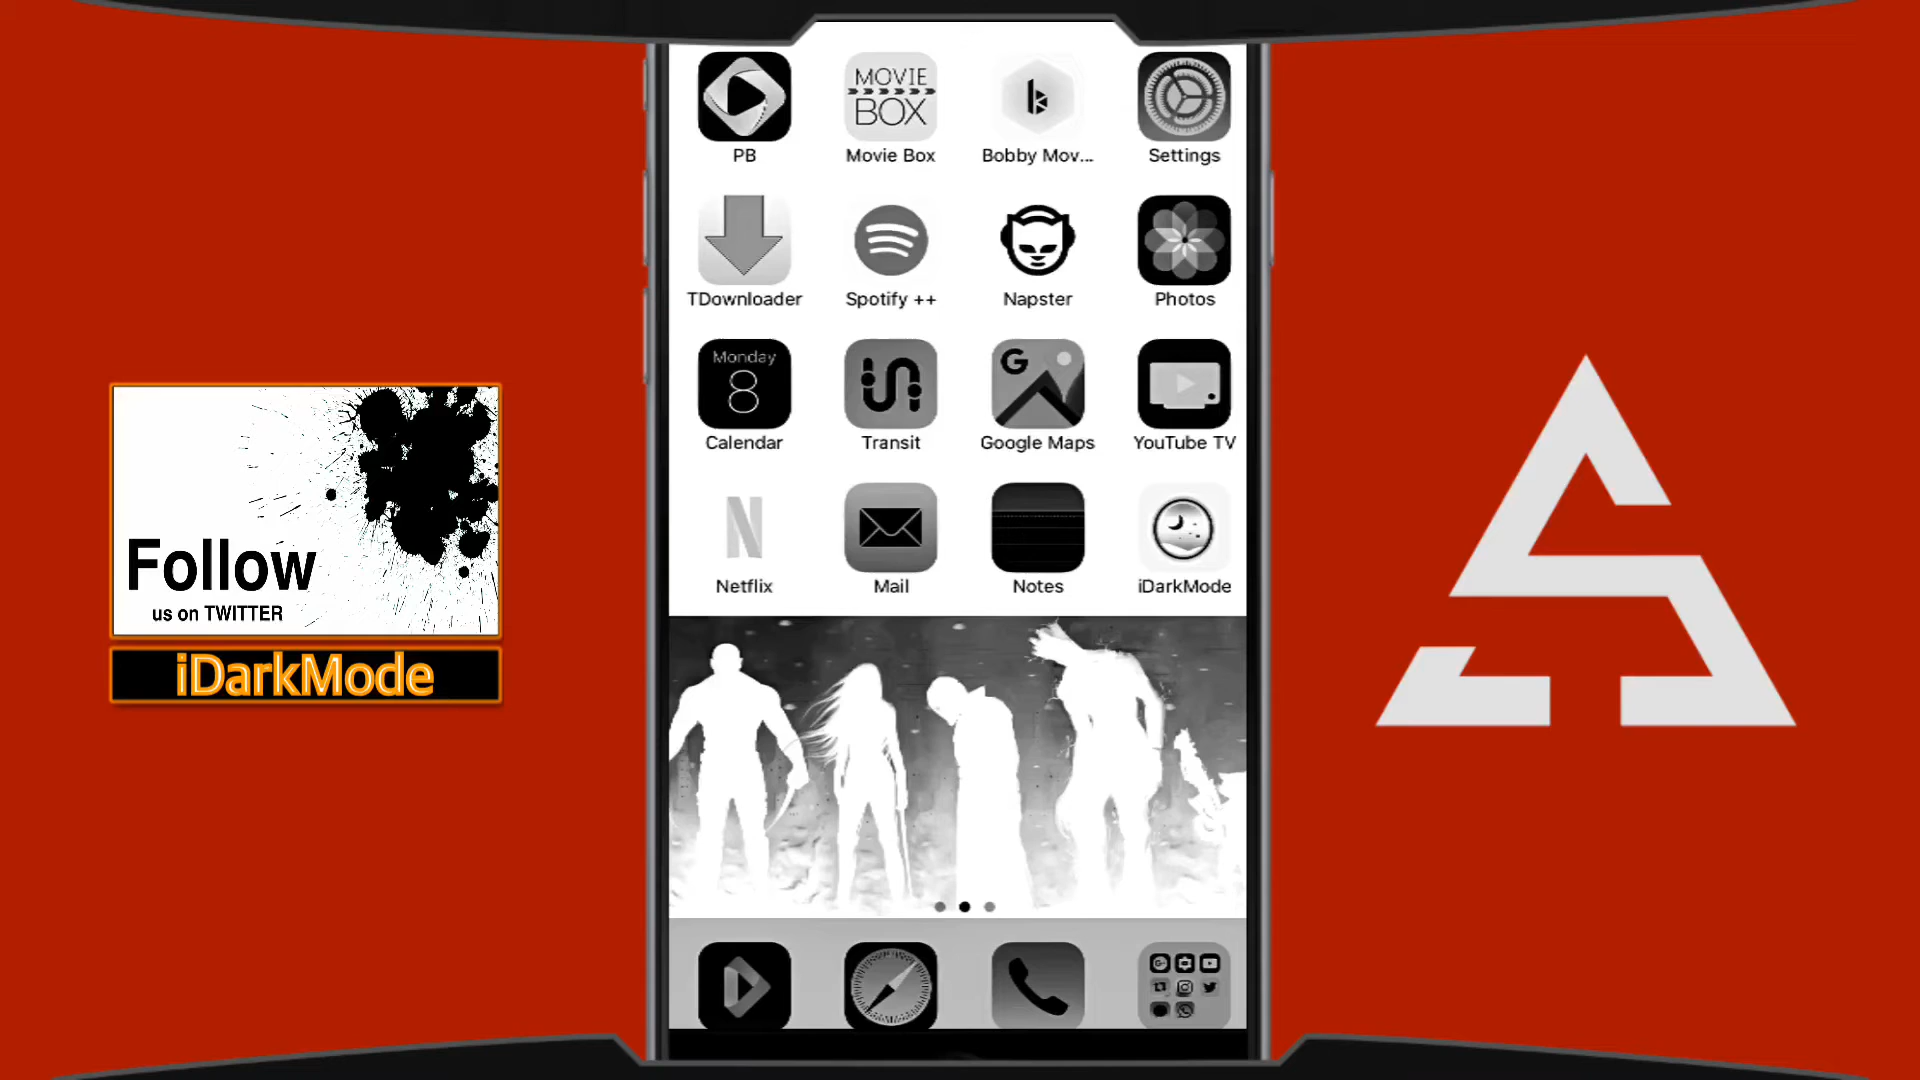 MOVIE
BOX
b
PB
Movie Box
Bobby Mov...
Settings
TDownloader
Spotify ++
Napster
Photos
Monday
8
G
Calendar
Transit
Google Maps
YouTube TV
N
Netflix
Mail
Notes
iDarkMode
Follow
us on TWITTER
iDarkMode